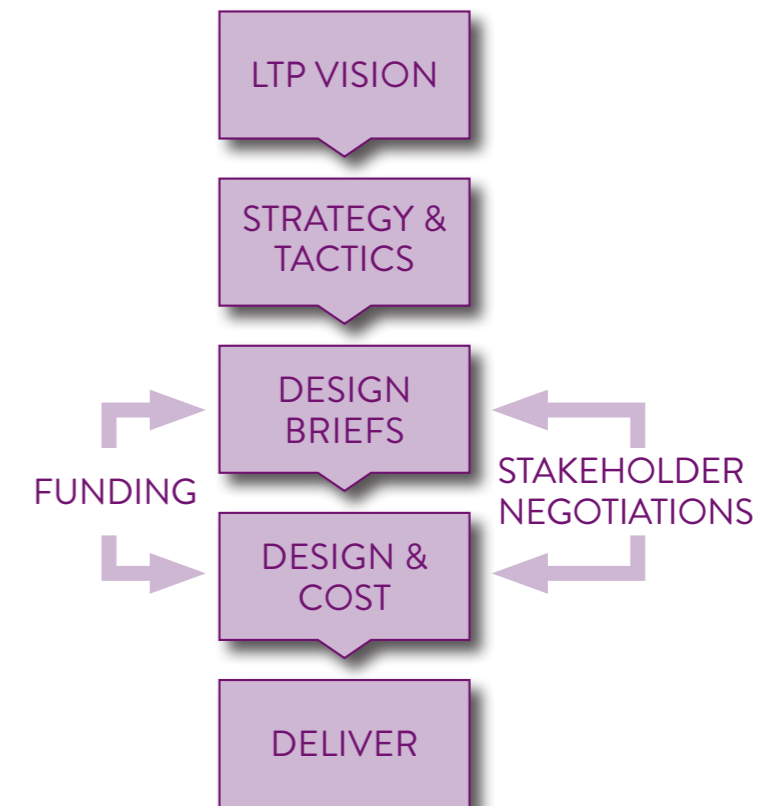 LTP VISION
STRATEGY &
TACTICS
DESIGN
BRIEFS
FUNDING
STAKEHOLDER
NEGOTIATIONS
DESIGN &
COST
DELIVER